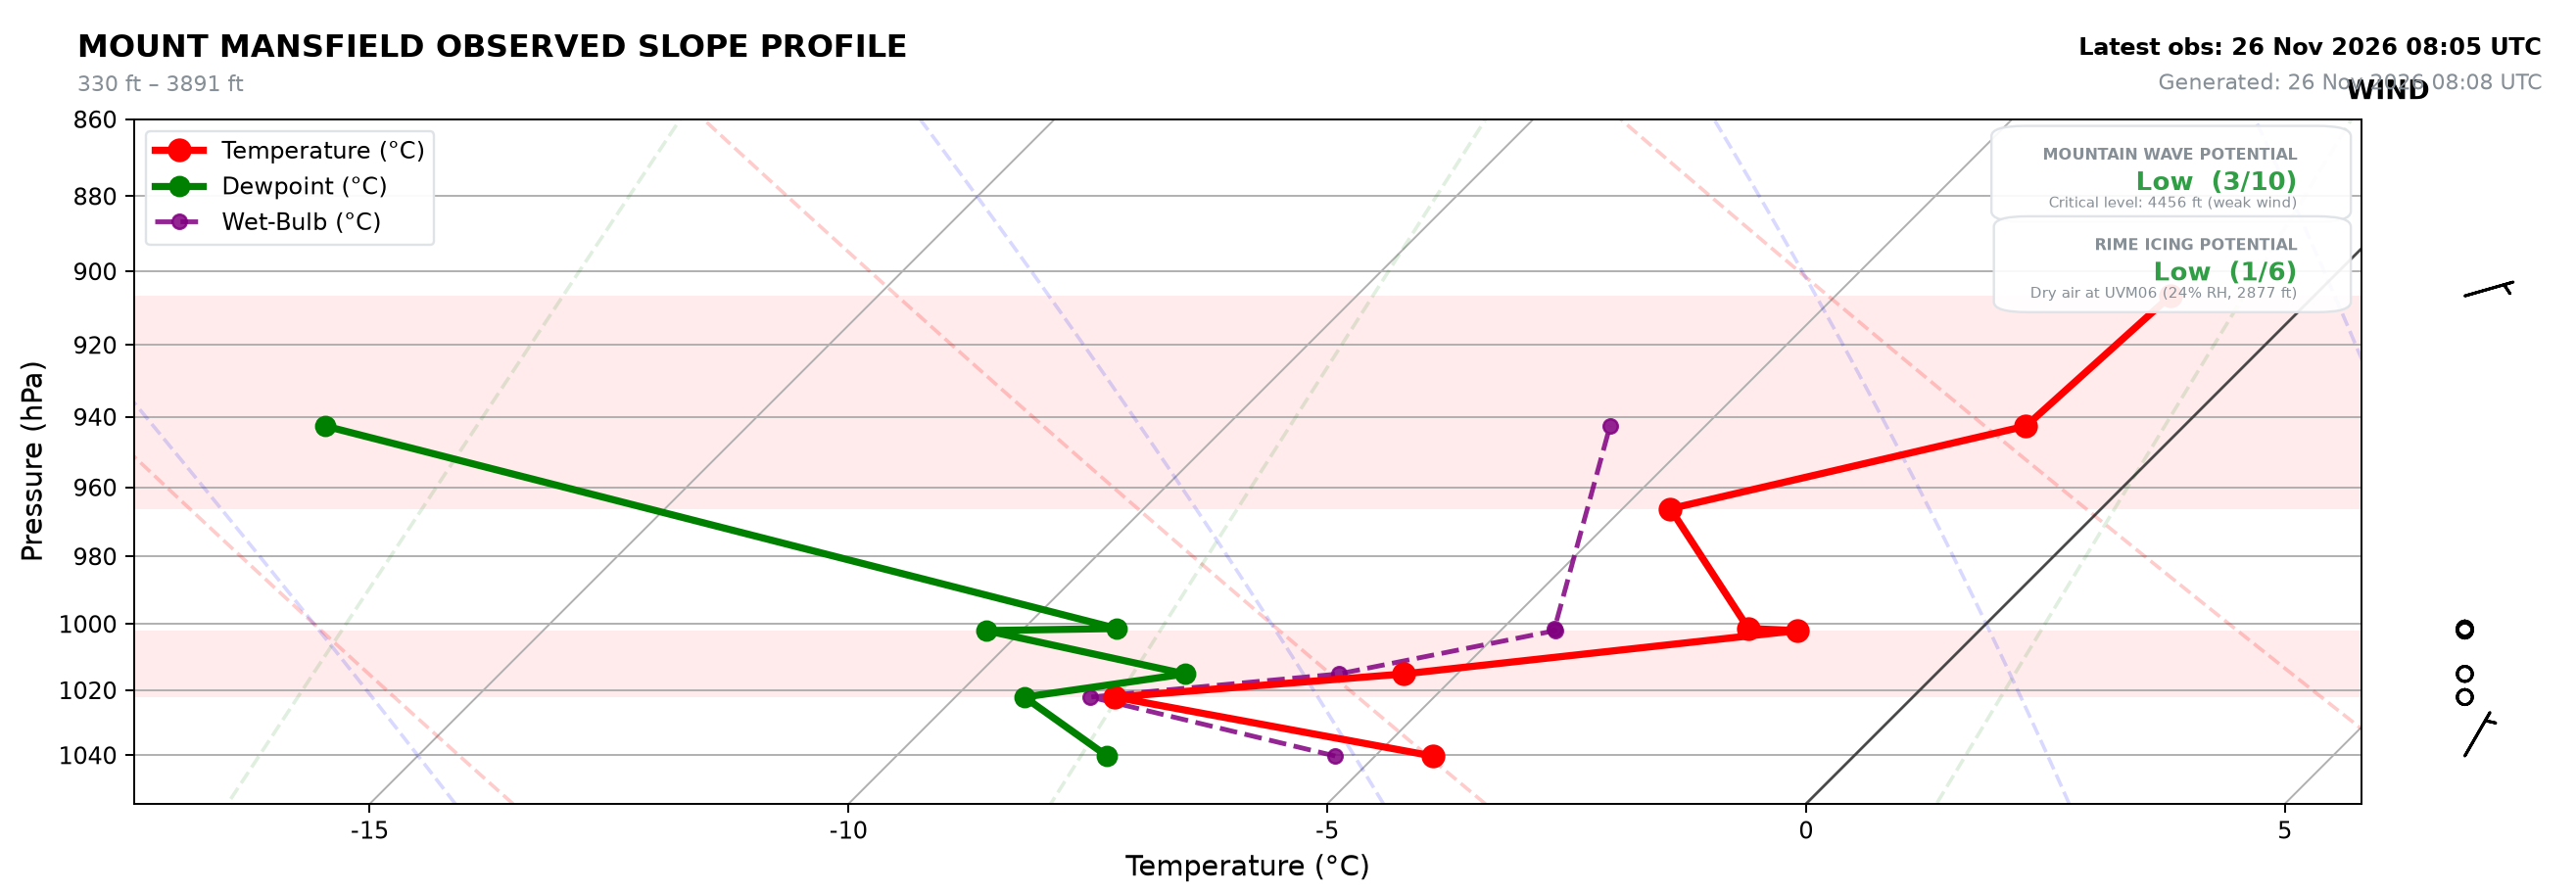 MOUNT MANSFIELD OBSERVED SLOPE PROFILE
330 ft – 3891 ft
Latest obs: 26 Nov 2026 08:05 UTC
Generated: 26 Nov 2026 08:08 UTC
WIND
Temperature (°C)
Dewpoint (°C)
Wet-Bulb (°C)
MOUNTAIN WAVE POTENTIAL
Low (3/10)
Critical level: 4456 ft (weak wind)
RIME ICING POTENTIAL
Low (1/6)
Dry air at UVM06 (24% RH, 2877 ft)
Pressure (hPa)
860
880
900
920
940
960
980
1000
1020
1040
-15
-10
-5
0
5
Temperature (°C)